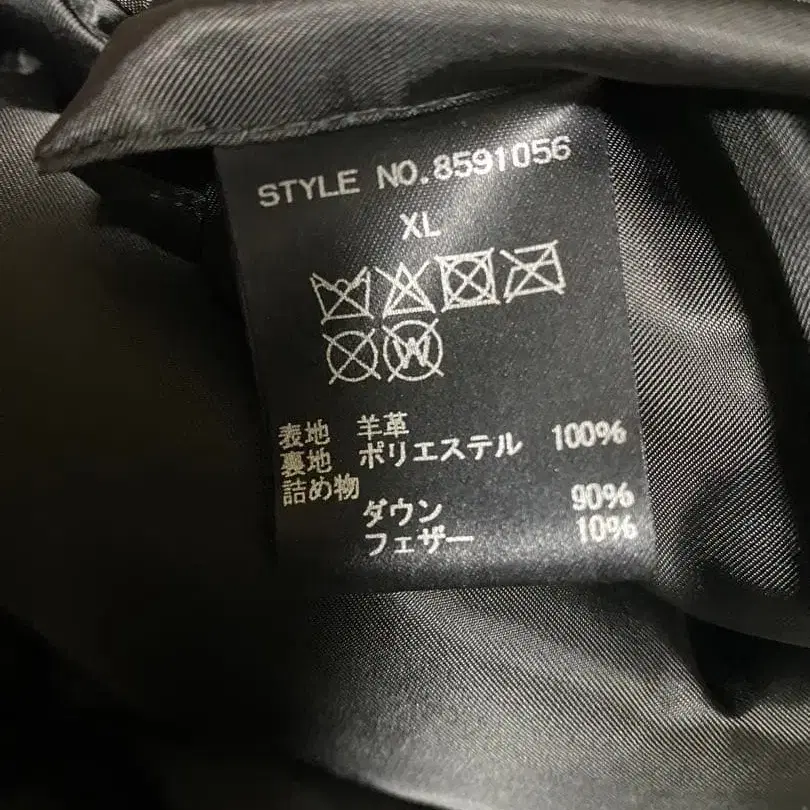 STYLE NO.8591056
XL
W
表地 羊革
裏地 ポリエステル 100%
詰め物
ダウン 90%
フェザー 10%